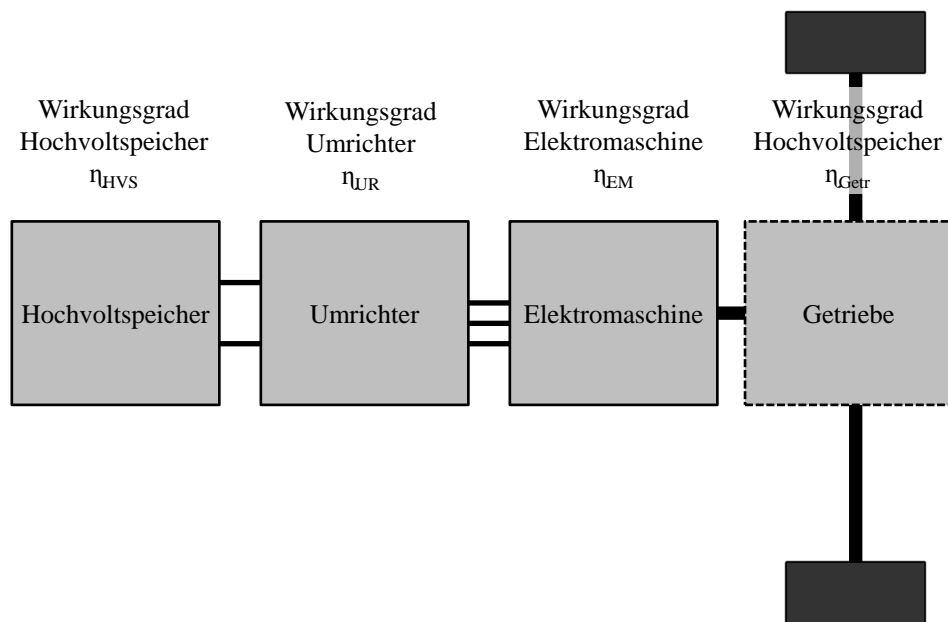 Wirkungsgrad
Hochvoltspeicher
ηHVS
Wirkungsgrad
Umrichter
ηUR
Wirkungsgrad
Elektromaschine
ηEM
Wirkungsgrad
Hochvoltspeicher
ηGetr
Hochvoltspeicher
Umrichter
Elektromaschine
Getriebe